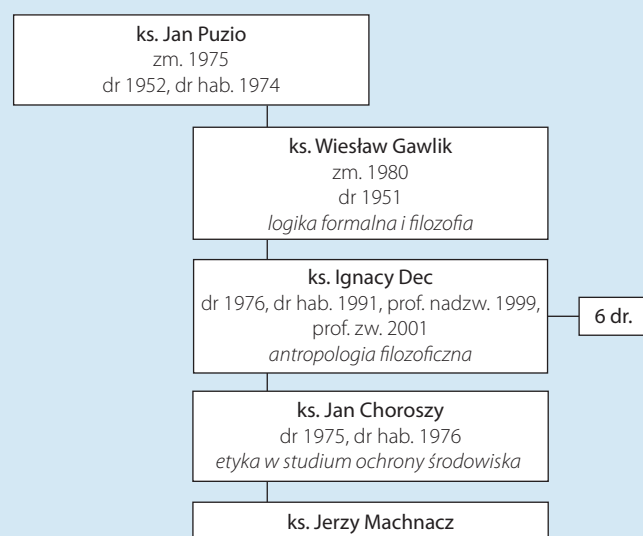 ks. Jan Puzio
zm. 1975
dr 1952, dr hab. 1974
ks. Wiesław Gawlik
zm. 1980
dr 1951
logika formalna i filozofia
ks. Ignacy Dec
dr 1976, dr hab. 1991, prof. nadzw. 1999,
prof. zw. 2001
antropologia filozoficzna
6 dr.
ks. Jan Choroszy
dr 1975, dr hab. 1976
etyka w studium ochrony środowiska
ks. Jerzy Machnacz